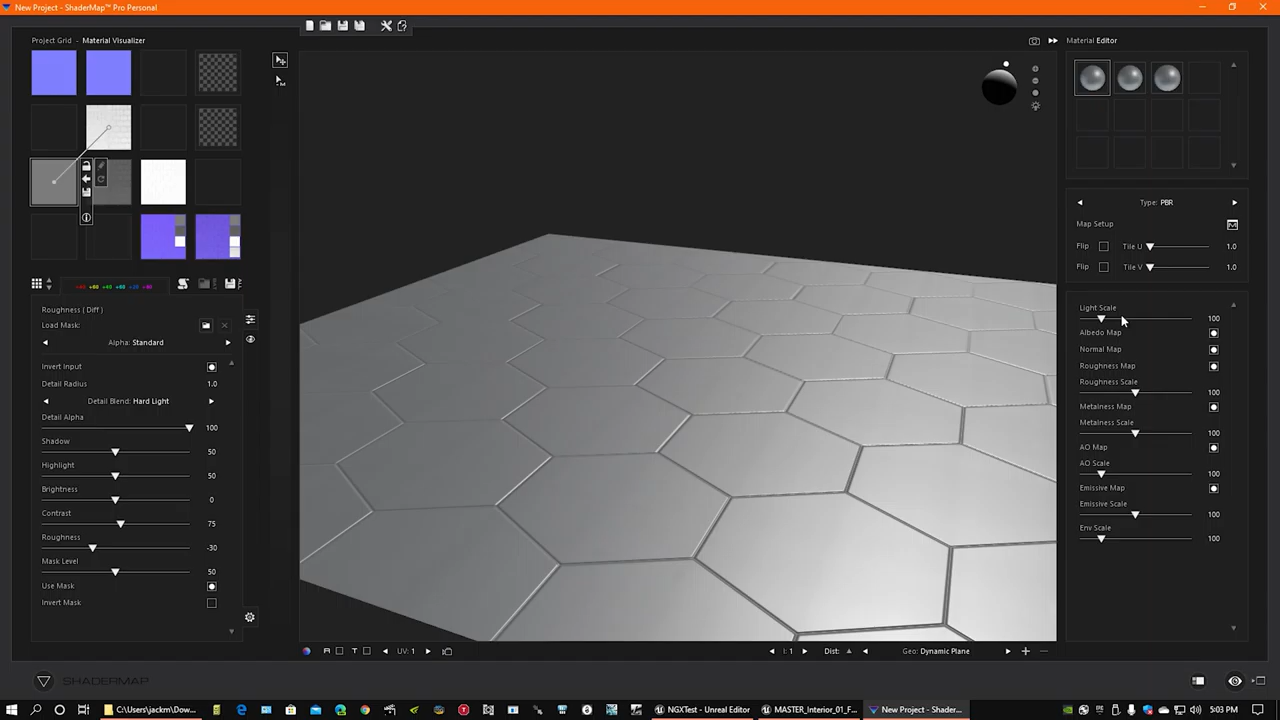 New Project - ShaderMap™ Pro Personal
Project Grid - Material Visualizer
Material Editor
Type: PBR
Map Setup
Flip Tile U 1.0
Flip Tile V 1.0
Roughness ( Diff )
Load Mask:
Alpha: Standard
Invert Input
Detail Radius 1.0
Detail Blend: Hard Light
Detail Alpha
100
Shadow
50
Highlight
50
Brightness
0
Contrast
75
Roughness
-30
Mask Level
50
Use Mask
Invert Mask
Light Scale
100
Albedo Map
Normal Map
Roughness Map
Roughness Scale
100
Metalness Map
Metalness Scale
100
AO Map
AO Scale
100
Emissive Map
Emissive Scale
100
Env Scale
100
T UV: 1 I: 1 Dist: Geo: Dynamic Plane
SHADERMAP
C:\Users\jackm\Dow... NGXTest - Unreal Editor MASTER_Interior_01_F... New Project - Shader... 5:03 PM